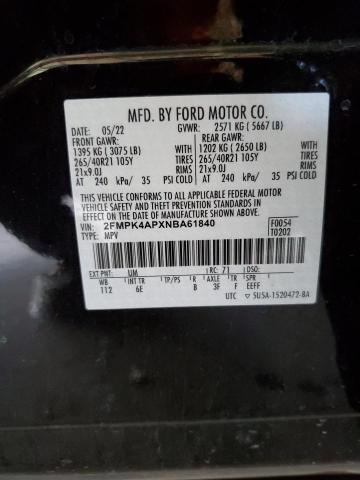 MFD. BY FORD MOTOR CO.
05/22 GVWR: 2571 KG ( 5667 LB)
FRONT GAWR: REAR GAWR:
1395 KG ( 3075 LB) 1202 KG ( 2650 LB)
265/40R21 105Y TIRES 265/40R21 105Y TIRES
21x9.0J RIMS 21x9.0J RIMS
AT 240 kPa/ 35 PSI COLD AT 240 kPa/ 35 PSI COLD
THIS VEHICLE CONFORMS TO ALL APPLICABLE FEDERAL MOTOR
VEHICLE SAFETY AND THEFT PREVENTION STANDARDS IN EFFECT ON
THE DATE OF MANUFACTURE SHOWN ABOVE.
VIN: 2FMPK4APXNBA61840 F0054
TYPE: MPV T0202
EXT PNT: UM RC: 71 DSO:
WB INT TR TP/PS R AXLE TR SPR
112 6E B 3F F EEFF
UTC ▽ 5U5A-1520472-BA